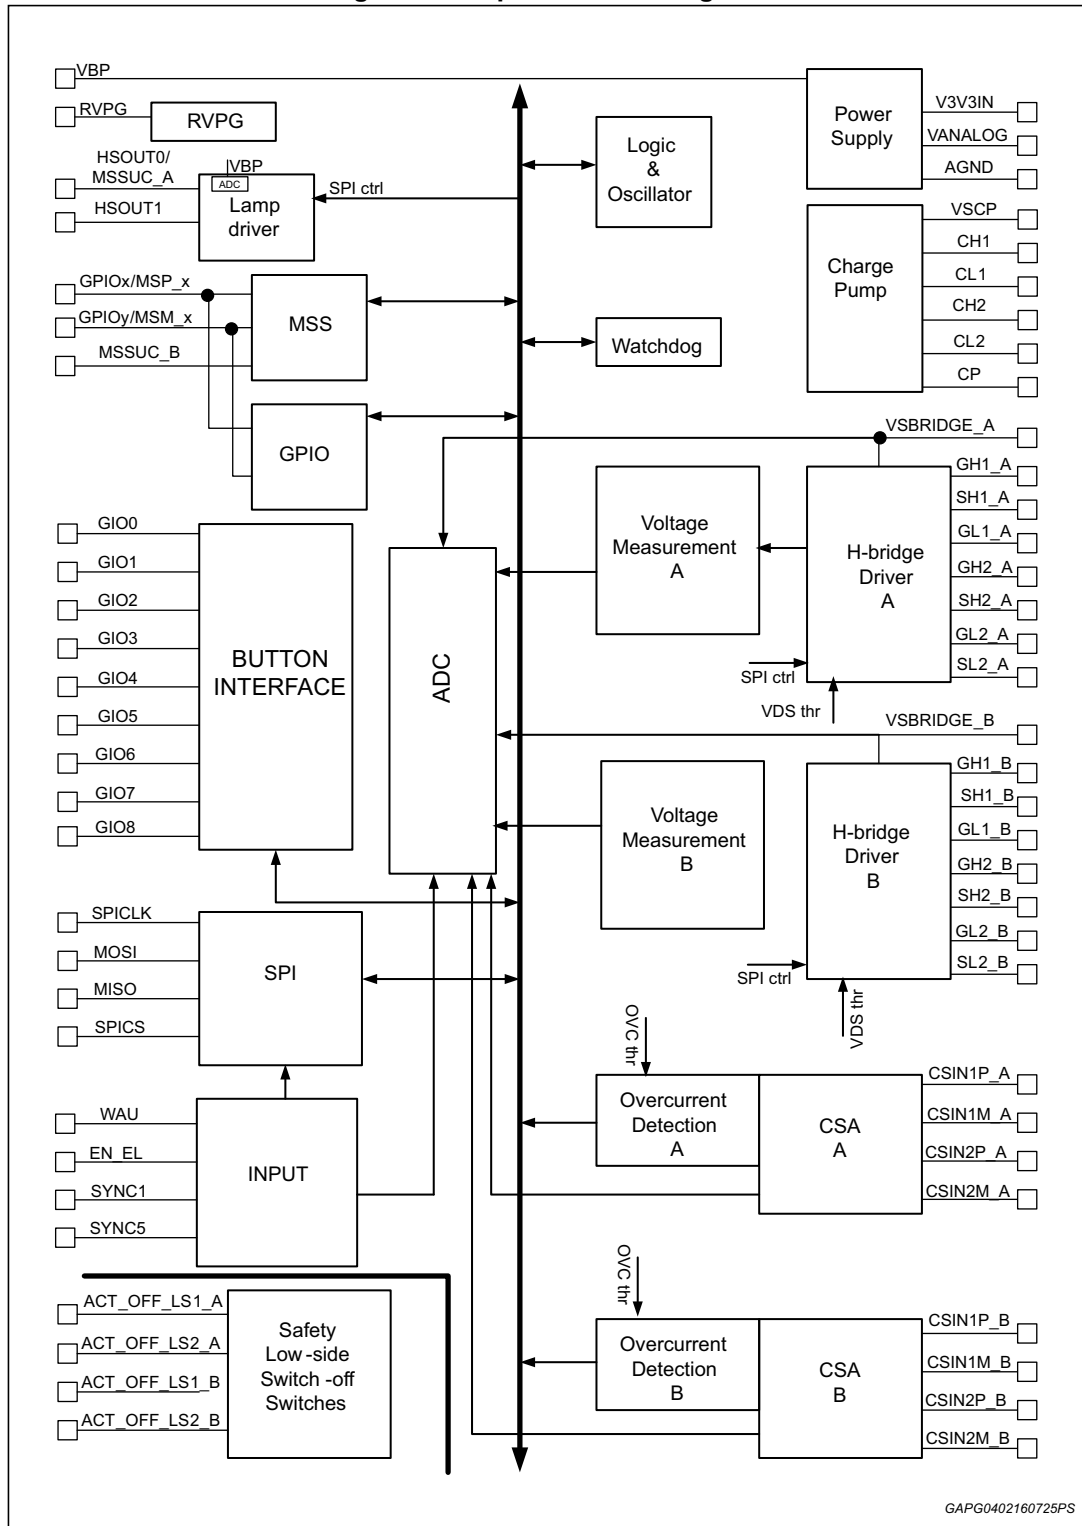 VBP
RVPG
RVPG
HSOUT0/
MSSUC_A
HSOUT1
VBP
ADC
Lamp
driver
SPI ctrl
GPIOx/MSP_x
GPIOy/MSM_x
MSSUC_B
MSS
GPIO
GIO0
GIO1
GIO2
GIO3
GIO4
GIO5
GIO6
GIO7
GIO8
BUTTON
INTERFACE
SPICLK
MOSI
MISO
SPICS
SPI
WAU
EN_EL
SYNC1
SYNC5
INPUT
ACT_OFF_LS1_A
ACT_OFF_LS2_A
ACT_OFF_LS1_B
ACT_OFF_LS2_B
Safety
Low -side
Switch -off
Switches
ADC
Logic
&
Oscillator
Watchdog
Power
Supply
V3V3IN
VANALOG
AGND
Charge
Pump
VSCP
CH1
CL1
CH2
CL2
CP
VSBRIDGE_A
Voltage
Measurement
A
H-bridge
Driver
A
GH1_A
SH1_A
GL1_A
GH2_A
SH2_A
GL2_A
SL2_A
SPI ctrl
VDS thr
VSBRIDGE_B
Voltage
Measurement
B
H-bridge
Driver
B
GH1_B
SH1_B
GL1_B
GH2_B
SH2_B
GL2_B
SL2_B
SPI ctrl
VDS thr
OVC thr
Overcurrent
Detection
A
CSA
A
CSIN1P_A
CSIN1M_A
CSIN2P_A
CSIN2M_A
OVC thr
Overcurrent
Detection
B
CSA
B
CSIN1P_B
CSIN1M_B
CSIN2P_B
CSIN2M_B
GAPG0402160725PS